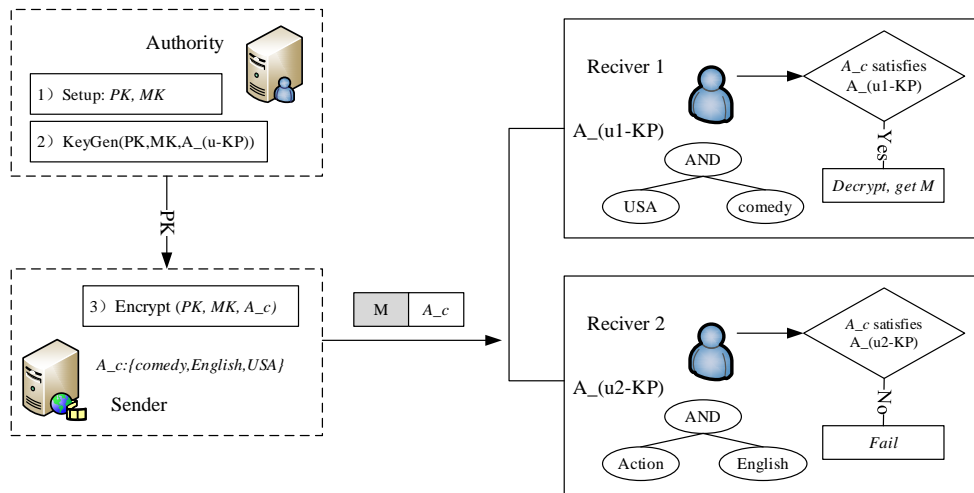 Authority
1）Setup: PK, MK
2）KeyGen(PK,MK,A_(u-KP))
PK
3）Encrypt (PK, MK, A_c)
A_c:{comedy,English,USA}
Sender
M A_c
Reciver 1
A_c satisfies
A_(u1-KP)
A_(u1-KP)
Yes
AND
USA
comedy
Decrypt, get M
Reciver 2
A_c satisfies
A_(u2-KP)
A_(u2-KP)
No
AND
Action
English
Fail